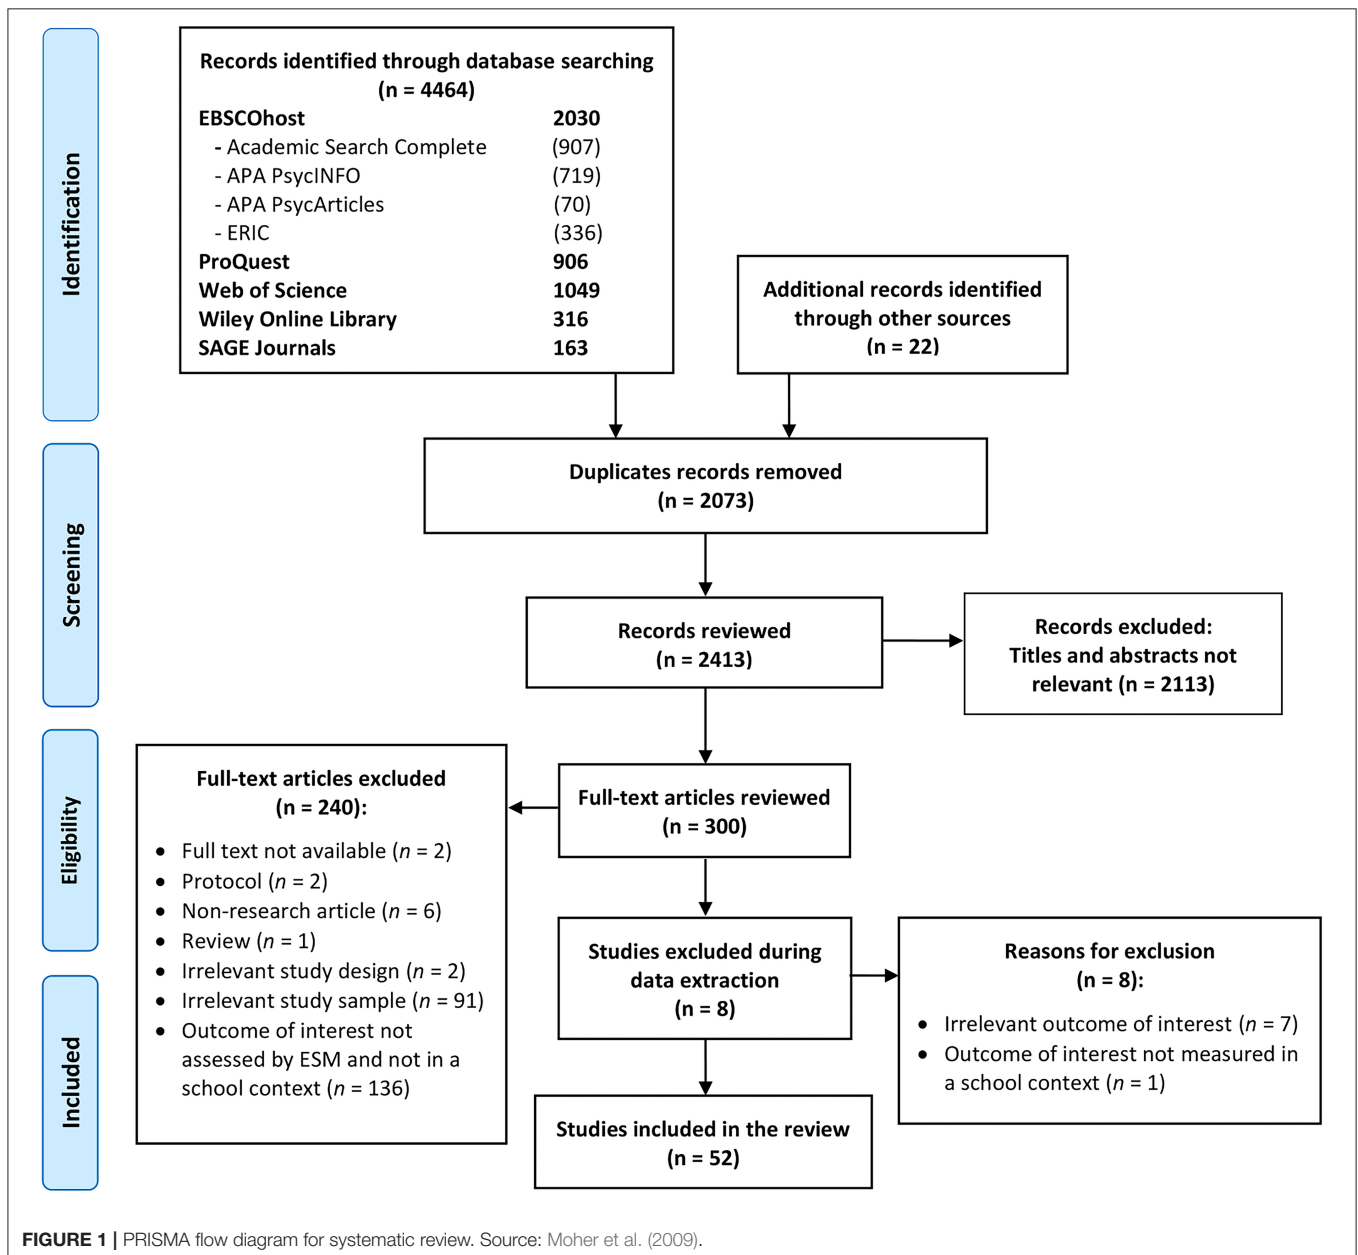 Identification
Records identified through database searching
(n = 4464)
EBSCOhost 2030
- Academic Search Complete (907)
- APA PsycINFO (719)
- APA PsycArticles (70)
- ERIC (336)
ProQuest 906
Web of Science 1049
Wiley Online Library 316
SAGE Journals 163
Additional records identified
through other sources
(n = 22)
Screening
Duplicates records removed
(n = 2073)
Records reviewed
(n = 2413)
Records excluded:
Titles and abstracts not
relevant (n = 2113)
Eligibility
Full-text articles excluded
(n = 240):
• Full text not available (n = 2)
• Protocol (n = 2)
• Non-research article (n = 6)
• Review (n = 1)
• Irrelevant study design (n = 2)
• Irrelevant study sample (n = 91)
• Outcome of interest not
assessed by ESM and not in a
school context (n = 136)
Full-text articles reviewed
(n = 300)
Studies excluded during
data extraction
(n = 8)
Reasons for exclusion
(n = 8):
• Irrelevant outcome of interest (n = 7)
• Outcome of interest not measured in
a school context (n = 1)
Included
Studies included in the review
(n = 52)
FIGURE 1 | PRISMA flow diagram for systematic review. Source: Moher et al. (2009).